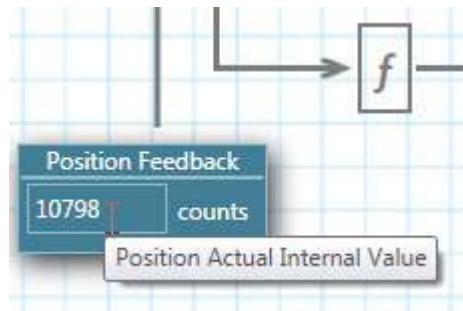 f
Position Feedback
10798 counts
Position Actual Internal Value